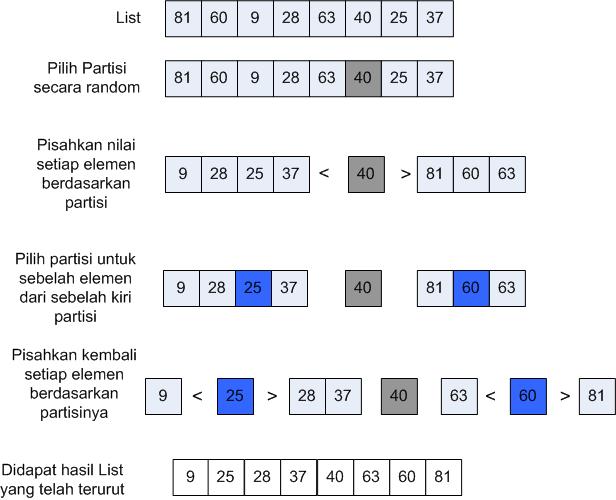 List
81 60 9 28 63 40 25 37
Pilih Partisi
secara random
81 60 9 28 63 40 25 37
Pisahkan nilai
setiap elemen
berdasarkan
partisi
9 28 25 37 < 40 > 81 60 63
Pilih partisi untuk
sebelah elemen
dari sebelah kiri
partisi
9 28 25 37 40 81 60 63
Pisahkan kembali
setiap elemen
berdasarkan
partisinya
9 < 25 > 28 37 40 63 < 60 > 81
Didapat hasil List
yang telah terurut
9 25 28 37 40 63 60 81